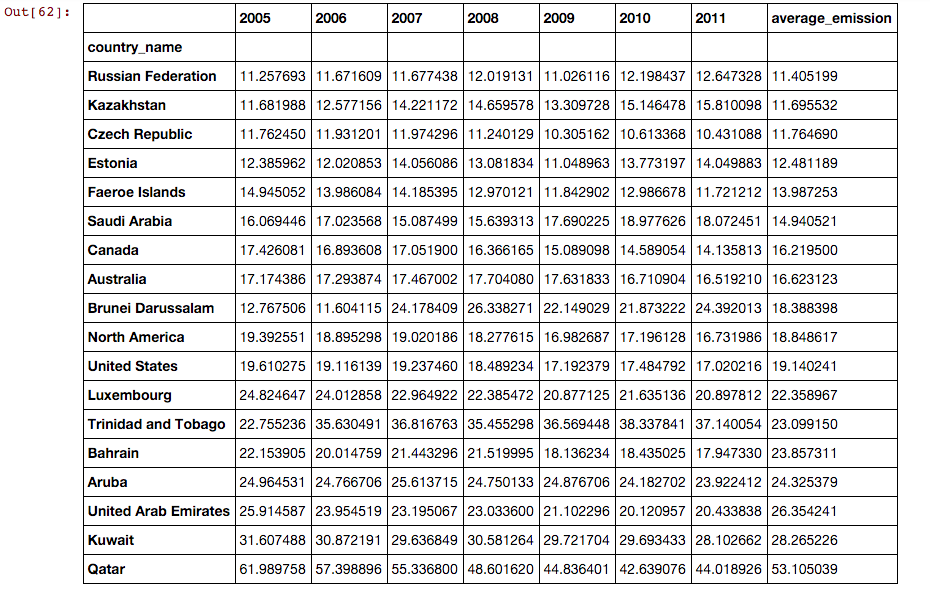 Out[62]:
2005 2006 2007 2008 2009 2010 2011 average_emission
country_name
Russian Federation 11.257693 11.671609 11.677438 12.019131 11.026116 12.198437 12.647328 11.405199
Kazakhstan 11.681988 12.577156 14.221172 14.659578 13.309728 15.146478 15.810098 11.695532
Czech Republic 11.762450 11.931201 11.974296 11.240129 10.305162 10.613368 10.431088 11.764690
Estonia 12.385962 12.020853 14.056086 13.081834 11.048963 13.773197 14.049883 12.481189
Faeroe Islands 14.945052 13.986084 14.185395 12.970121 11.842902 12.986678 11.721212 13.987253
Saudi Arabia 16.069446 17.023568 15.087499 15.639313 17.690225 18.977626 18.072451 14.940521
Canada 17.426081 16.893608 17.051900 16.366165 15.089098 14.589054 14.135813 16.219500
Australia 17.174386 17.293874 17.467002 17.704080 17.631833 16.710904 16.519210 16.623123
Brunei Darussalam 12.767506 11.604115 24.178409 26.338271 22.149029 21.873222 24.392013 18.388398
North America 19.392551 18.895298 19.020186 18.277615 16.982687 17.196128 16.731986 18.848617
United States 19.610275 19.116139 19.237460 18.489234 17.192379 17.484792 17.020216 19.140241
Luxembourg 24.824647 24.012858 22.964922 22.385472 20.877125 21.635136 20.897812 22.358967
Trinidad and Tobago 22.755236 35.630491 36.816763 35.455298 36.569448 38.337841 37.140054 23.099150
Bahrain 22.153905 20.014759 21.443296 21.519995 18.136234 18.435025 17.947330 23.857311
Aruba 24.964531 24.766706 25.613715 24.750133 24.876706 24.182702 23.922412 24.325379
United Arab Emirates 25.914587 23.954519 23.195067 23.033600 21.102296 20.120957 20.433838 26.354241
Kuwait 31.607488 30.872191 29.636849 30.581264 29.721704 29.693433 28.102662 28.265226
Qatar 61.989758 57.398896 55.336800 48.601620 44.836401 42.639076 44.018926 53.105039